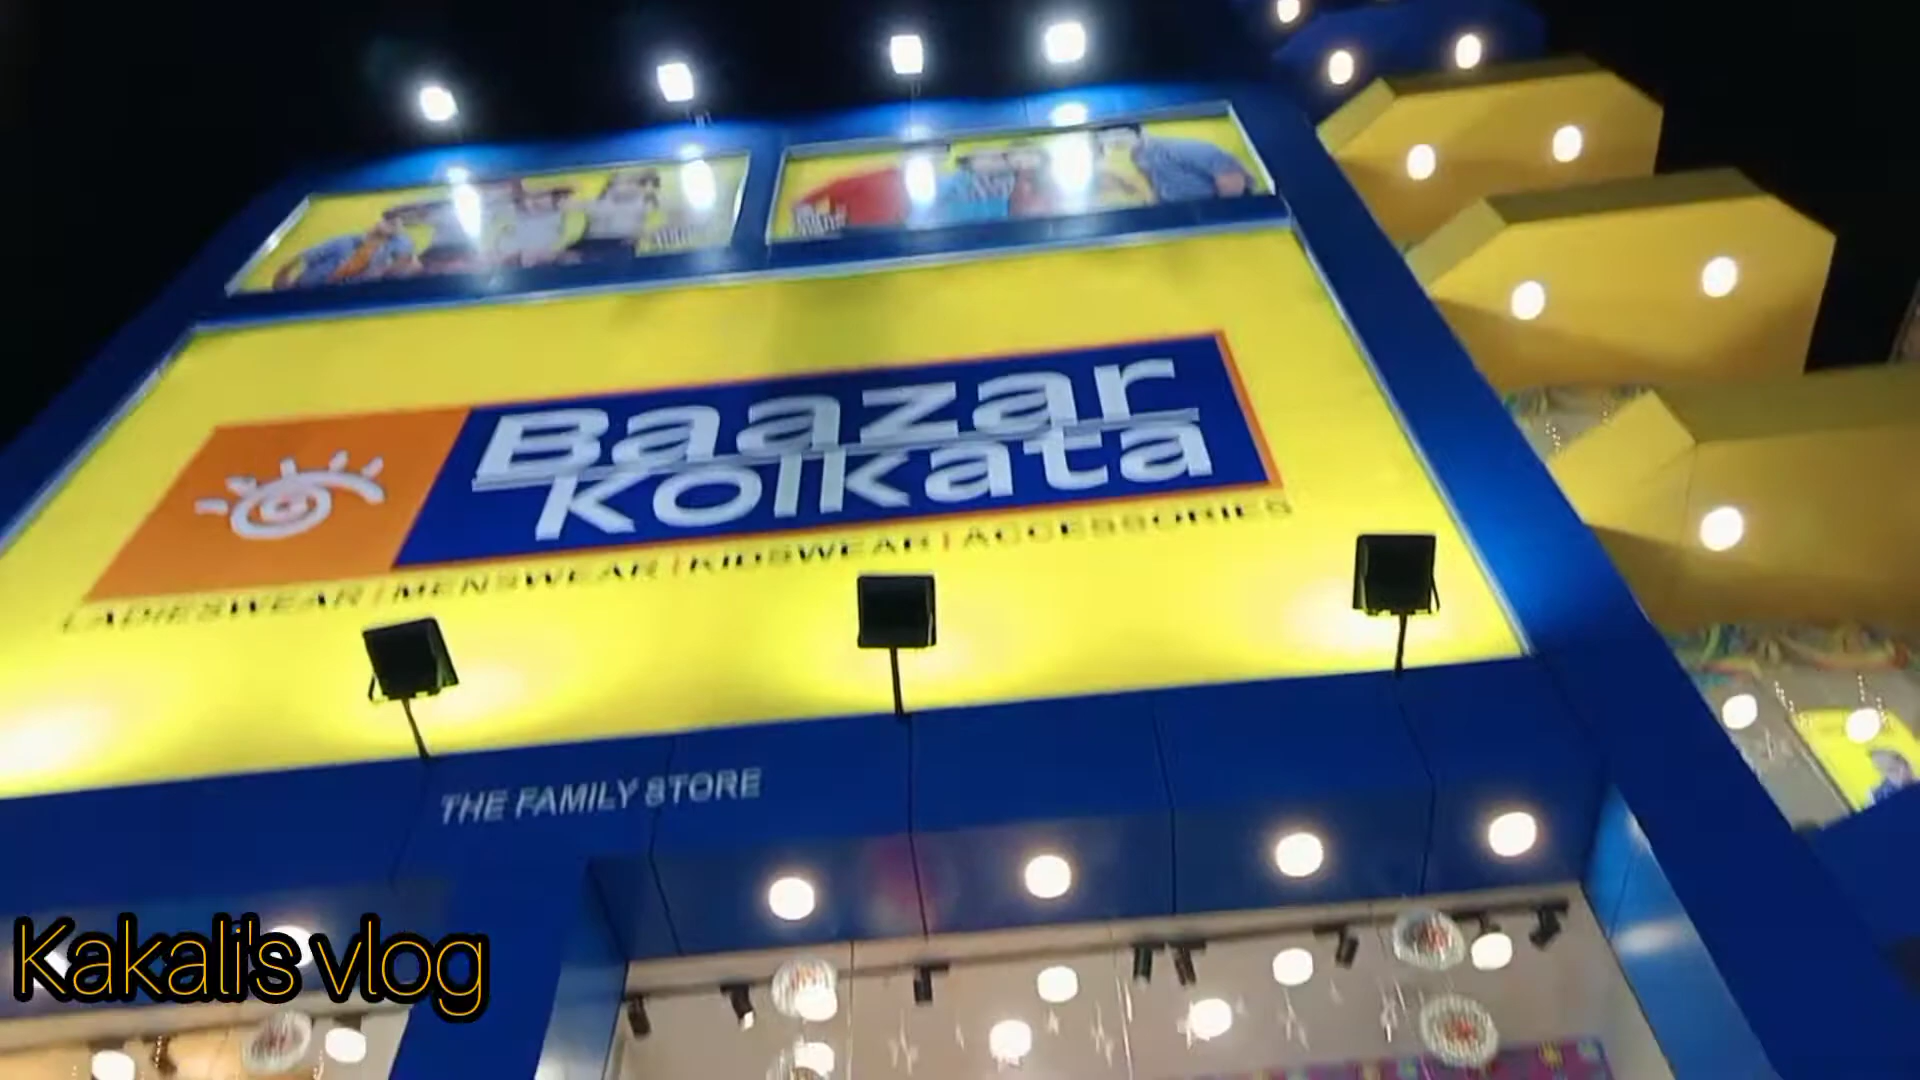 Baazar
Kolkata
LADIESWEAR | MENSWEAR | KIDSWEAR | ACCESSORIES
THE FAMILY STORE
Kakali's vlog